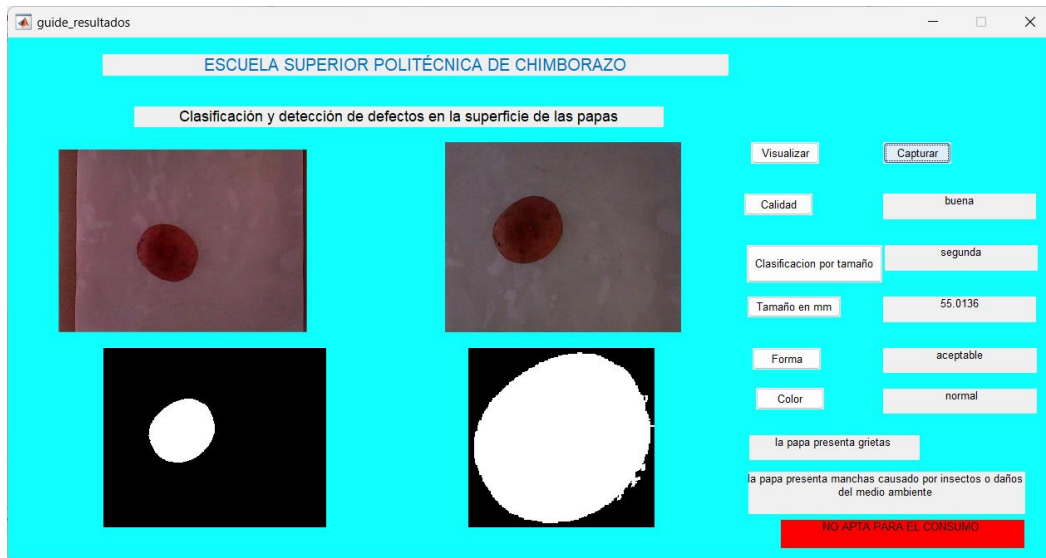 guide_resultados
ESCUELA SUPERIOR POLITÉCNICA DE CHIMBORAZO
Clasificación y detección de defectos en la superficie de las papas
Visualizar
Capturar
Calidad
buena
Clasificacion por tamaño
segunda
Tamaño en mm
55.0136
Forma
aceptable
Color
normal
la papa presenta grietas
la papa presenta manchas causado por insectos o daños
del medio ambiente
NO APTA PARA EL CONSUMO